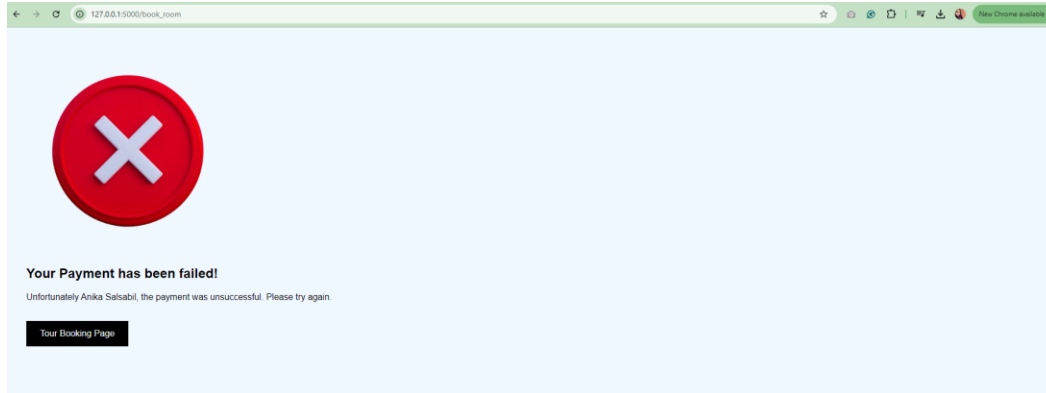 127.0.0.1:5000/book_room
New Chrome available
Your Payment has been failed!
Unfortunately Anika Salsabil, the payment was unsuccessful. Please try again.
Tour Booking Page